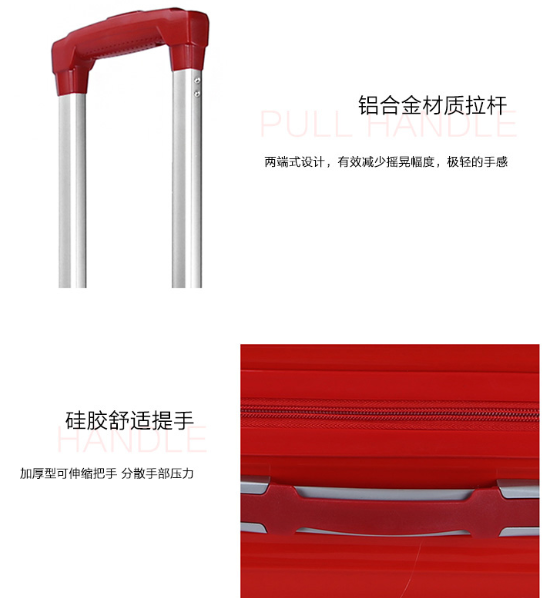 铝合金材质拉杆
PULL HANDLE
两端式设计，有效减少摇晃幅度，极轻的手感
硅胶舒适提手
HANDLE
加厚型可伸缩把手 分散手部压力